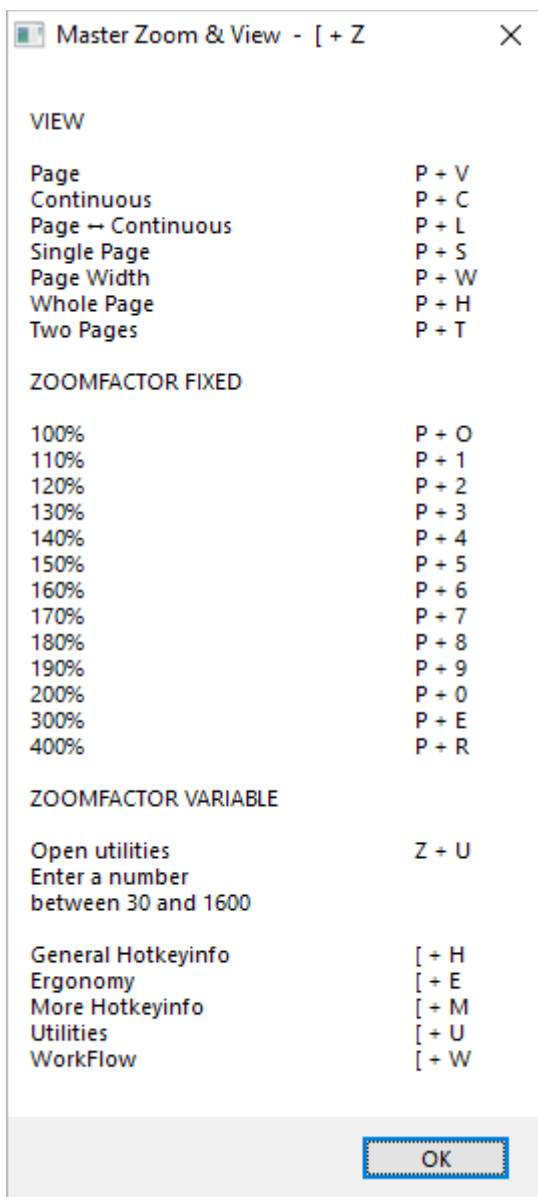 Master Zoom & View - [ + Z
VIEW
Page P + V
Continuous P + C
Page ↔ Continuous P + L
Single Page P + S
Page Width P + W
Whole Page P + H
Two Pages P + T
ZOOMFACTOR FIXED
100% P + O
110% P + 1
120% P + 2
130% P + 3
140% P + 4
150% P + 5
160% P + 6
170% P + 7
180% P + 8
190% P + 9
200% P + 0
300% P + E
400% P + R
ZOOMFACTOR VARIABLE
Open utilities Z + U
Enter a number
between 30 and 1600
General Hotkeyinfo [ + H
Ergonomy [ + E
More Hotkeyinfo [ + M
Utilities [ + U
WorkFlow [ + W
OK